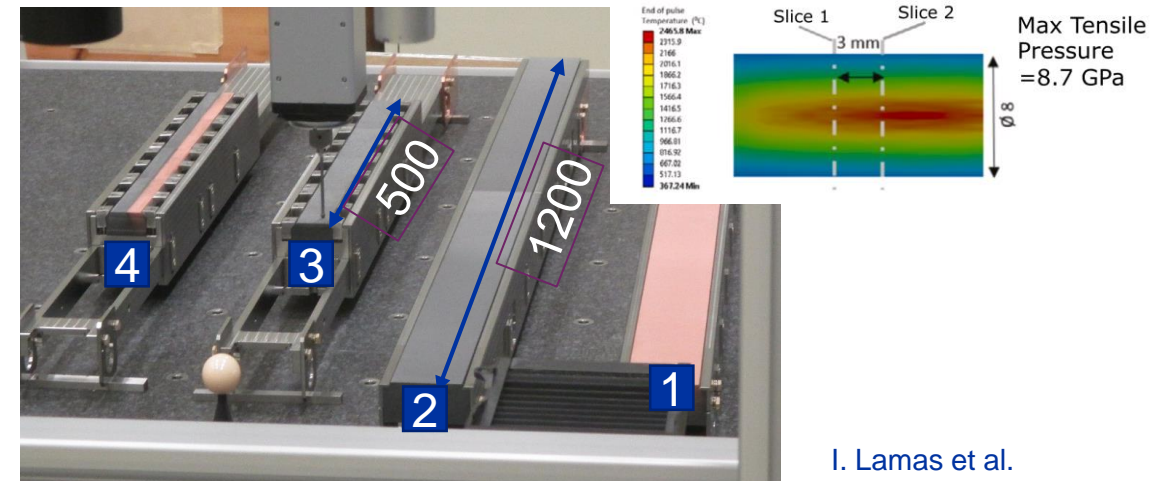 End of pulse
Temperature (ºC)
2465.8 Max
2315.9
2166
2016.1
1866.2
1716.3
1566.4
1416.5
1266.6
1116.7
966.81
816.92
667.02
517.13
367.24 Min
Slice 1
Slice 2
3 mm
Ø 8
Max Tensile
Pressure
=8.7 GPa
500
1200
4
3
2
1
I. Lamas et al.